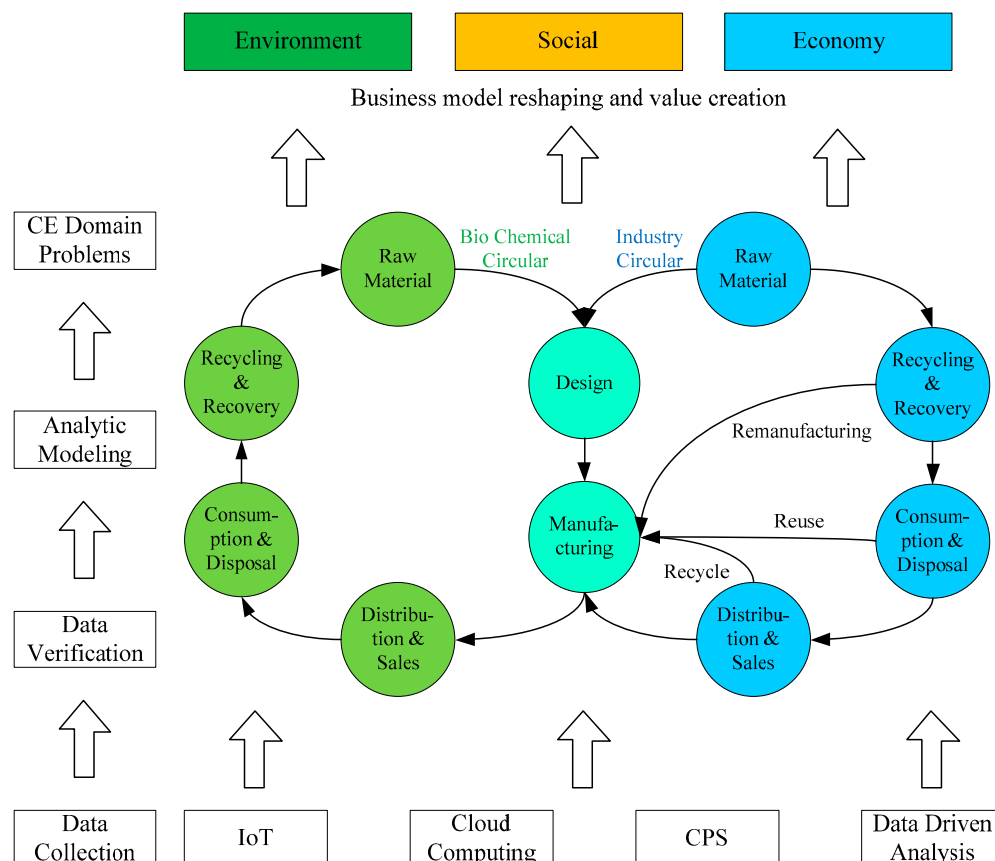 Environment
Social
Economy
Business model reshaping and value creation
CE Domain
Problems
Raw
Material
Bio Chemical
Circular
Industry
Circular
Raw
Material
Recycling
&
Recovery
Design
Recycling
&
Recovery
Analytic
Modeling
Remanufacturing
Consum-
ption &
Disposal
Manufa-
cturing
Reuse
Consum-
ption &
Disposal
Recycle
Data
Verification
Distribu-
tion &
Sales
Distribu-
tion &
Sales
Data
Collection
IoT
Cloud
Computing
CPS
Data Driven
Analysis